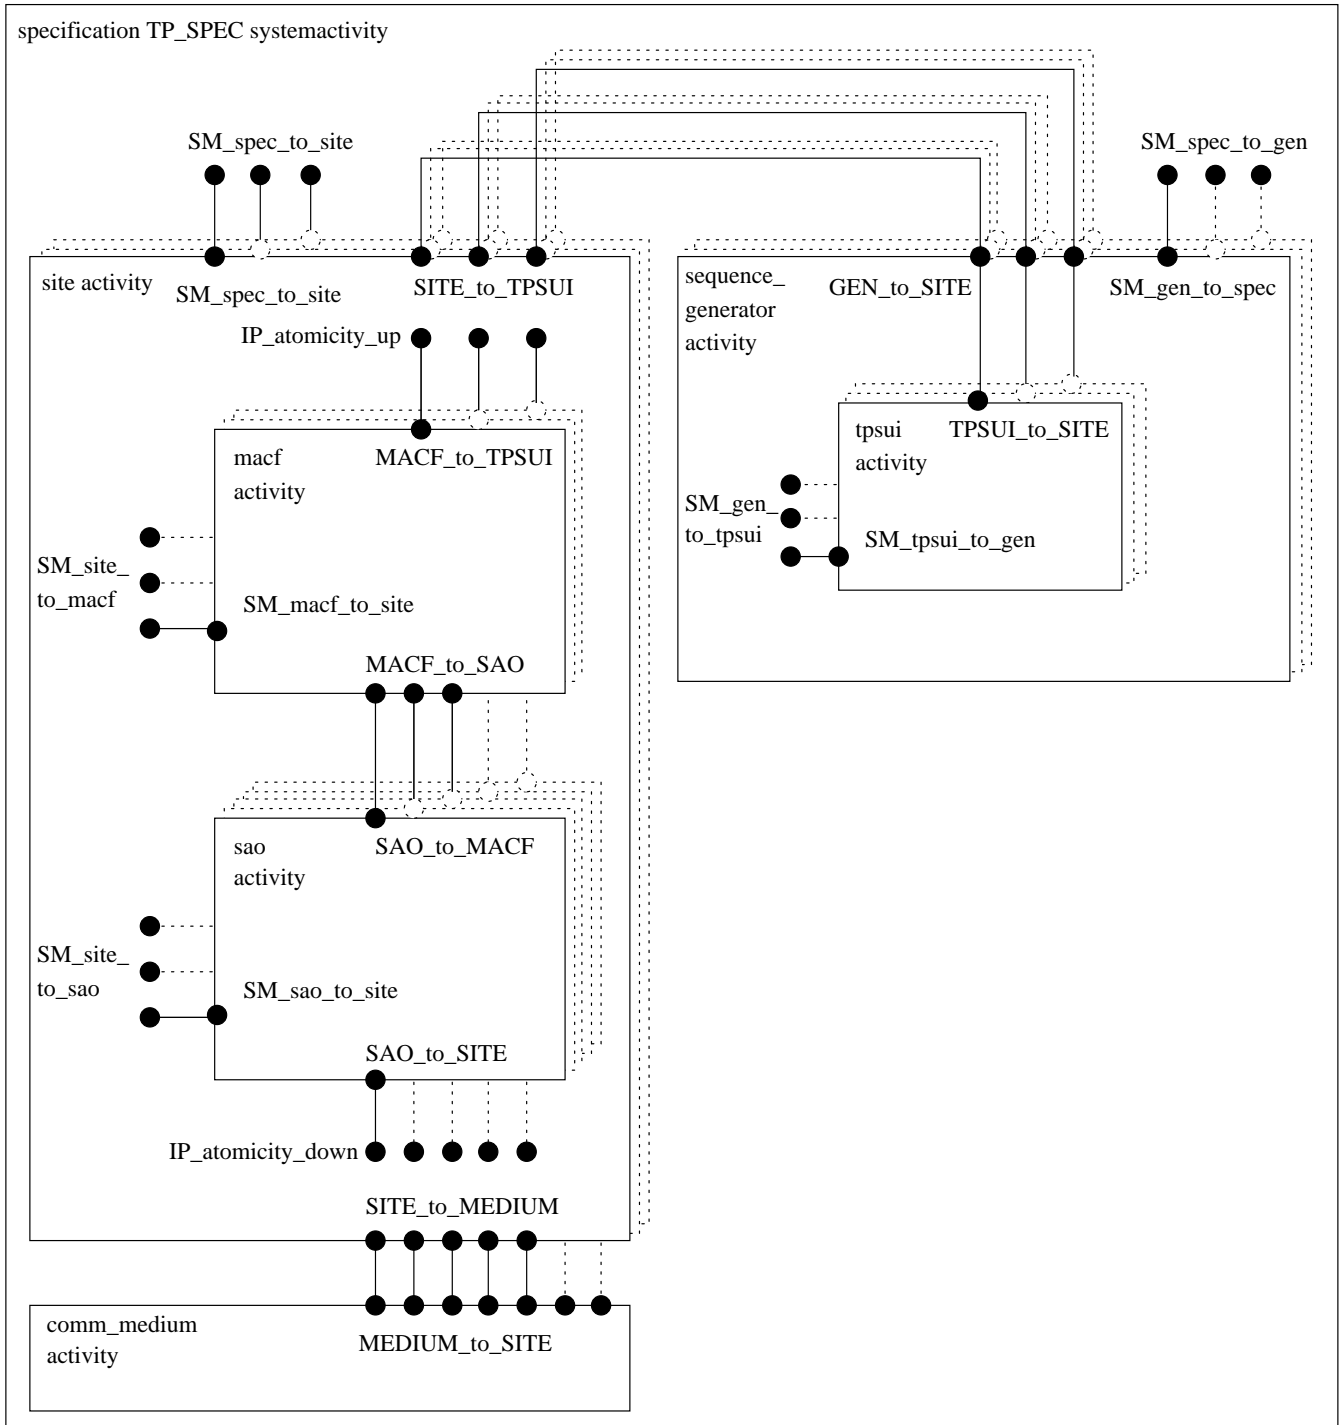 specification TP_SPEC systemactivity
SM_spec_to_site
SM_spec_to_gen
site activity
SM_spec_to_site
SITE_to_TPSUI
IP_atomicity_up
macf
activity
MACF_to_TPSUI
SM_site_
to_macf
SM_macf_to_site
MACF_to_SAO
sao
activity
SAO_to_MACF
SM_site_
to_sao
SM_sao_to_site
SAO_to_SITE
IP_atomicity_down
SITE_to_MEDIUM
comm_medium
activity
MEDIUM_to_SITE
sequence_
generator
activity
GEN_to_SITE
SM_gen_to_spec
tpsui
activity
TPSUI_to_SITE
SM_gen_
to_tpsui
SM_tpsui_to_gen